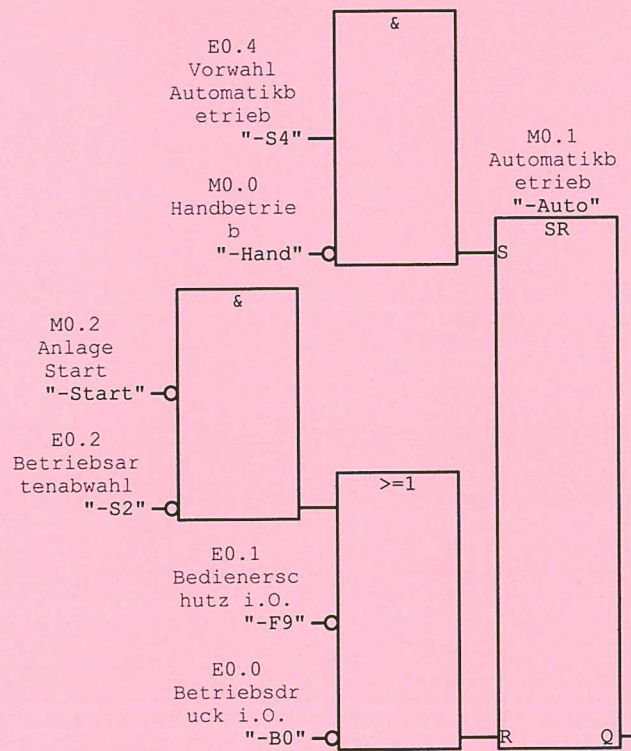 &
E0.4
Vorwahl
Automatikb
etrieb
"-S4"
M0.0
Handbetrie
b
"-Hand"
M0.1
Automatikb
etrieb
"-Auto"
SR
S
&
M0.2
Anlage
Start
"-Start"
E0.2
Betriebsar
tenabwahl
"-S2"
>=1
E0.1
Bedienersc
hutz i.O.
"-F9"
E0.0
Betriebsdr
uck i.O.
"-B0"
R
Q